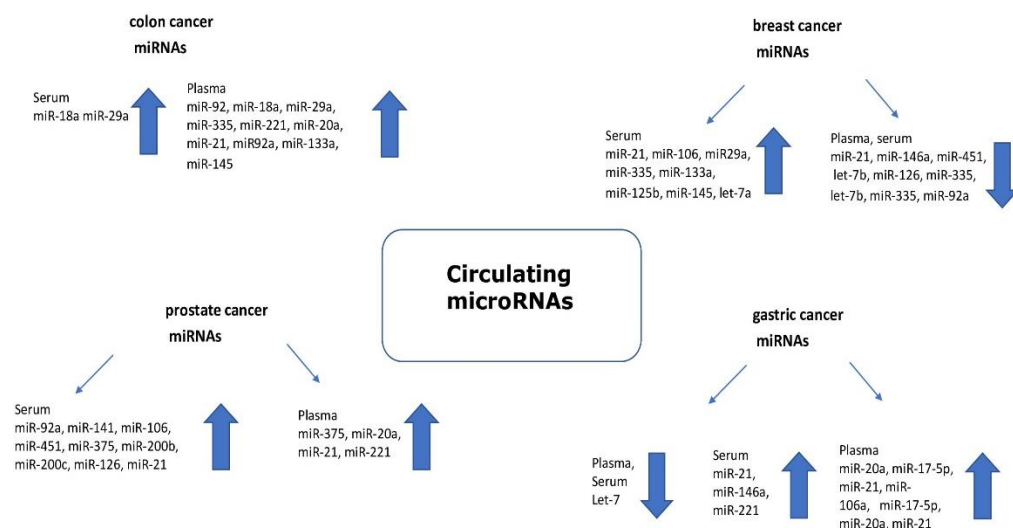 colon cancer
miRNAs
Serum
miR-18a miR-29a
Plasma
miR-92, miR-18a, miR-29a,
miR-335, miR-221, miR-20a,
miR-21, miR92a, miR-133a,
miR-145
breast cancer
miRNAs
Serum
miR-21, miR-106, miR29a,
miR-335, miR-133a,
miR-125b, miR-145, let-7a
Plasma, serum
miR-21, miR-146a, miR-451,
let-7b, miR-126, miR-335,
let-7b, miR-335, miR-92a
Circulating
microRNAs
prostate cancer
miRNAs
Serum
miR-92a, miR-141, miR-106,
miR-451, miR-375, miR-200b,
miR-200c, miR-126, miR-21
Plasma
miR-375, miR-20a,
miR-21, miR-221
gastric cancer
miRNAs
Plasma,
Serum
Let-7
Serum
miR-21,
miR-146a,
miR-221
Plasma
miR-20a, miR-17-5p,
miR-21, miR-
106a, miR-17-5p,
miR-20a, miR-21